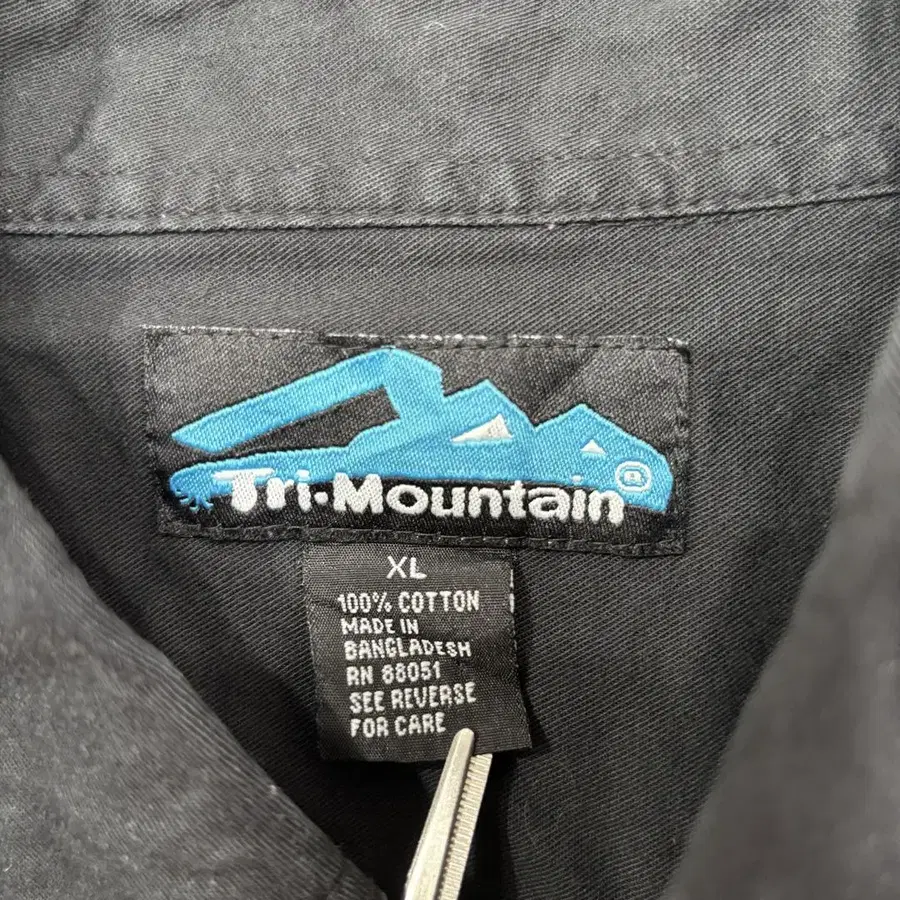 Tri-Mountain®
XL
100% COTTON
MADE IN
BANGLADESH
RN 88051
SEE REVERSE
FOR CARE